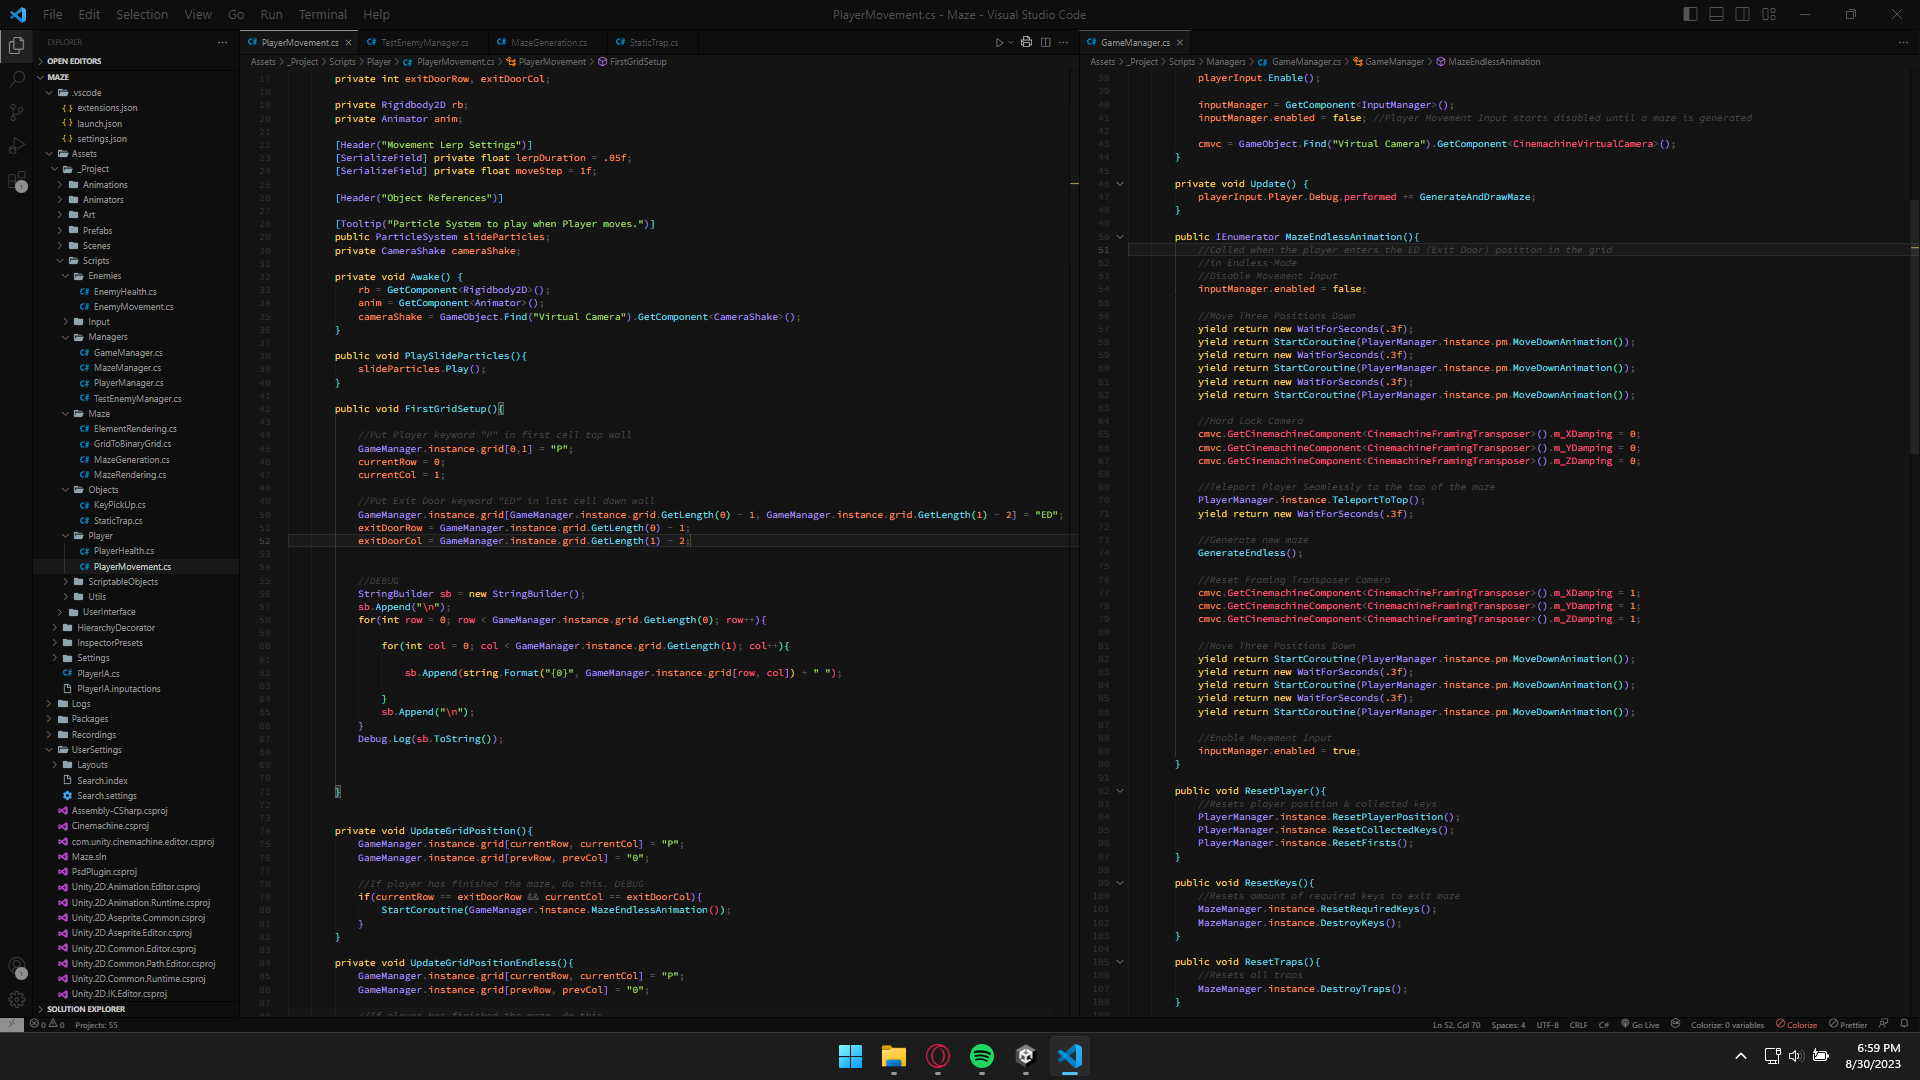 File Edit Selection View Go Run Terminal Help
PlayerMovement.cs - Maze - Visual Studio Code
EXPLORER
OPEN EDITORS
MAZE
.vscode
extensions.json
launch.json
settings.json
Assets
_Project
Animations
Animators
Art
Prefabs
Scenes
Scripts
Enemies
C# EnemyHealth.cs
C# EnemyMovement.cs
Input
Managers
C# GameManager.cs
C# MazeManager.cs
C# PlayerManager.cs
C# TestEnemyManager.cs
Maze
C# ElementRendering.cs
C# GridToBinaryGrid.cs
C# MazeGeneration.cs
C# MazeRendering.cs
Objects
C# KeyPickUp.cs
C# StaticTrap.cs
Player
C# PlayerHealth.cs
C# PlayerMovement.cs
ScriptableObjects
Utils
UserInterface
HierarchyDecorator
InspectorPresets
Settings
C# PlayerIA.cs
PlayerIA.inputactions
Logs
Packages
Recordings
UserSettings
Layouts
Search.index
Search.settings
Assembly-CSharp.csproj
Cinemachine.csproj
com.unity.cinemachine.editor.csproj
Maze.sln
PsdPlugin.csproj
Unity.2D.Animation.Editor.csproj
Unity.2D.Animation.Runtime.csproj
Unity.2D.Aseprite.Common.csproj
Unity.2D.Aseprite.Editor.csproj
Unity.2D.Common.Editor.csproj
Unity.2D.Common.Path.Editor.csproj
Unity.2D.Common.Runtime.csproj
Unity.2D.IK.Editor.csproj
SOLUTION EXPLORER
C# PlayerMovement.cs C# TestEnemyManager.cs C# MazeGeneration.cs C# StaticTrap.cs
Assets > _Project > Scripts > Player > C# PlayerMovement.cs > PlayerMovement > FirstGridSetup
17 private int exitDoorRow, exitDoorCol;
18
19 private Rigidbody2D rb;
20 private Animator anim;
21
22 [Header("Movement Lerp Settings")]
23 [SerializeField] private float lerpDuration = .05f;
24 [SerializeField] private float moveStep = 1f;
25
26 [Header("Object References")]
27
28 [Tooltip("Particle System to play when Player moves.")]
29 public ParticleSystem slideParticles;
30 private CameraShake cameraShake;
31
32 private void Awake() {
33 rb = GetComponent<Rigidbody2D>();
34 anim = GetComponent<Animator>();
35 cameraShake = GameObject.Find("Virtual Camera").GetComponent<CameraShake>();
36 }
37
38 public void PlaySlideParticles(){
39 slideParticles.Play();
40 }
41
42 public void FirstGridSetup(){
43
44 //Put Player keyword "P" in first cell top wall
45 GameManager.instance.grid[0,1] = "P";
46 currentRow = 0;
47 currentCol = 1;
48
49 //Put Exit Door keyword "ED" in last cell down wall
50 GameManager.instance.grid[GameManager.instance.grid.GetLength(0) - 1, GameManager.instance.grid.GetLength(1) - 2] = "ED";
51 exitDoorRow = GameManager.instance.grid.GetLength(0) - 1;
52 exitDoorCol = GameManager.instance.grid.GetLength(1) - 2;
53
54
55 //DEBUG
56 StringBuilder sb = new StringBuilder();
57 sb.Append("\n");
58 for(int row = 0; row < GameManager.instance.grid.GetLength(0); row++){
59
60 for(int col = 0; col < GameManager.instance.grid.GetLength(1); col++){
61
62 sb.Append(string.Format("{0}", GameManager.instance.grid[row, col]) + " ");
63
64 }
65 sb.Append("\n");
66 }
67 Debug.Log(sb.ToString());
68
69
70
71 }
72
73
74 private void UpdateGridPosition(){
75 GameManager.instance.grid[currentRow, currentCol] = "P";
76 GameManager.instance.grid[prevRow, prevCol] = "0";
77
78 //If player has finished the maze, do this. DEBUG
79 if(currentRow == exitDoorRow && currentCol == exitDoorCol){
80 StartCoroutine(GameManager.instance.MazeEndlessAnimation());
81 }
82 }
83
84 private void UpdateGridPositionEndless(){
85 GameManager.instance.grid[currentRow, currentCol] = "P";
86 GameManager.instance.grid[prevRow, prevCol] = "0";
87
C# GameManager.cs
Assets > _Project > Scripts > Managers > C# GameManager.cs > GameManager > MazeEndlessAnimation
38 playerInput.Enable();
39
40 inputManager = GetComponent<InputManager>();
41 inputManager.enabled = false; //Player Movement Input starts disabled until a maze is generated
42
43 cmvc = GameObject.Find("Virtual Camera").GetComponent<CinemachineVirtualCamera>();
44 }
45
46 private void Update() {
47 playerInput.Player.Debug.performed += GenerateAndDrawMaze;
48 }
49
50 public IEnumerator MazeEndlessAnimation(){
51 //Called when the player enters the ED (Exit Door) position in the grid
52 //in Endless-Mode
53 //Disable Movement Input
54 inputManager.enabled = false;
55
56 //Move Three Positions Down
57 yield return new WaitForSeconds(.3f);
58 yield return StartCoroutine(PlayerManager.instance.pm.MoveDownAnimation());
59 yield return new WaitForSeconds(.3f);
60 yield return StartCoroutine(PlayerManager.instance.pm.MoveDownAnimation());
61 yield return new WaitForSeconds(.3f);
62 yield return StartCoroutine(PlayerManager.instance.pm.MoveDownAnimation());
63
64 //Hard Lock Camera
65 cmvc.GetCinemachineComponent<CinemachineFramingTransposer>().m_XDamping = 0;
66 cmvc.GetCinemachineComponent<CinemachineFramingTransposer>().m_YDamping = 0;
67 cmvc.GetCinemachineComponent<CinemachineFramingTransposer>().m_ZDamping = 0;
68
69 //Teleport Player Seamlessly to the top of the maze
70 PlayerManager.instance.TeleportToTop();
71 yield return new WaitForSeconds(.3f);
72
73 //Generate new maze
74 GenerateEndless();
75
76 //Reset Framing Transposer Camera
77 cmvc.GetCinemachineComponent<CinemachineFramingTransposer>().m_XDamping = 1;
78 cmvc.GetCinemachineComponent<CinemachineFramingTransposer>().m_YDamping = 1;
79 cmvc.GetCinemachineComponent<CinemachineFramingTransposer>().m_ZDamping = 1;
80
81 //Move Three Positions Down
82 yield return StartCoroutine(PlayerManager.instance.pm.MoveDownAnimation());
83 yield return new WaitForSeconds(.3f);
84 yield return StartCoroutine(PlayerManager.instance.pm.MoveDownAnimation());
85 yield return new WaitForSeconds(.3f);
86 yield return StartCoroutine(PlayerManager.instance.pm.MoveDownAnimation());
87
88 //Enable Movement Input
89 inputManager.enabled = true;
90 }
91
92 public void ResetPlayer(){
93 //Resets player position & collected keys
94 PlayerManager.instance.ResetPlayerPosition();
95 PlayerManager.instance.ResetCollectedKeys();
96 PlayerManager.instance.ResetFirsts();
97 }
98
99 public void ResetKeys(){
100 //Resets amount of required keys to exit maze
101 MazeManager.instance.ResetRequiredKeys();
102 MazeManager.instance.DestroyKeys();
103 }
104
105 public void ResetTraps(){
106 //Resets all traps
107 MazeManager.instance.DestroyTraps();
108 }
0 0 Projects: 55
Ln 52, Col 70 Spaces: 4 UTF-8 CRLF C# Go Live Colorize: 0 variables Colorize Prettier
6:59 PM
8/30/2023